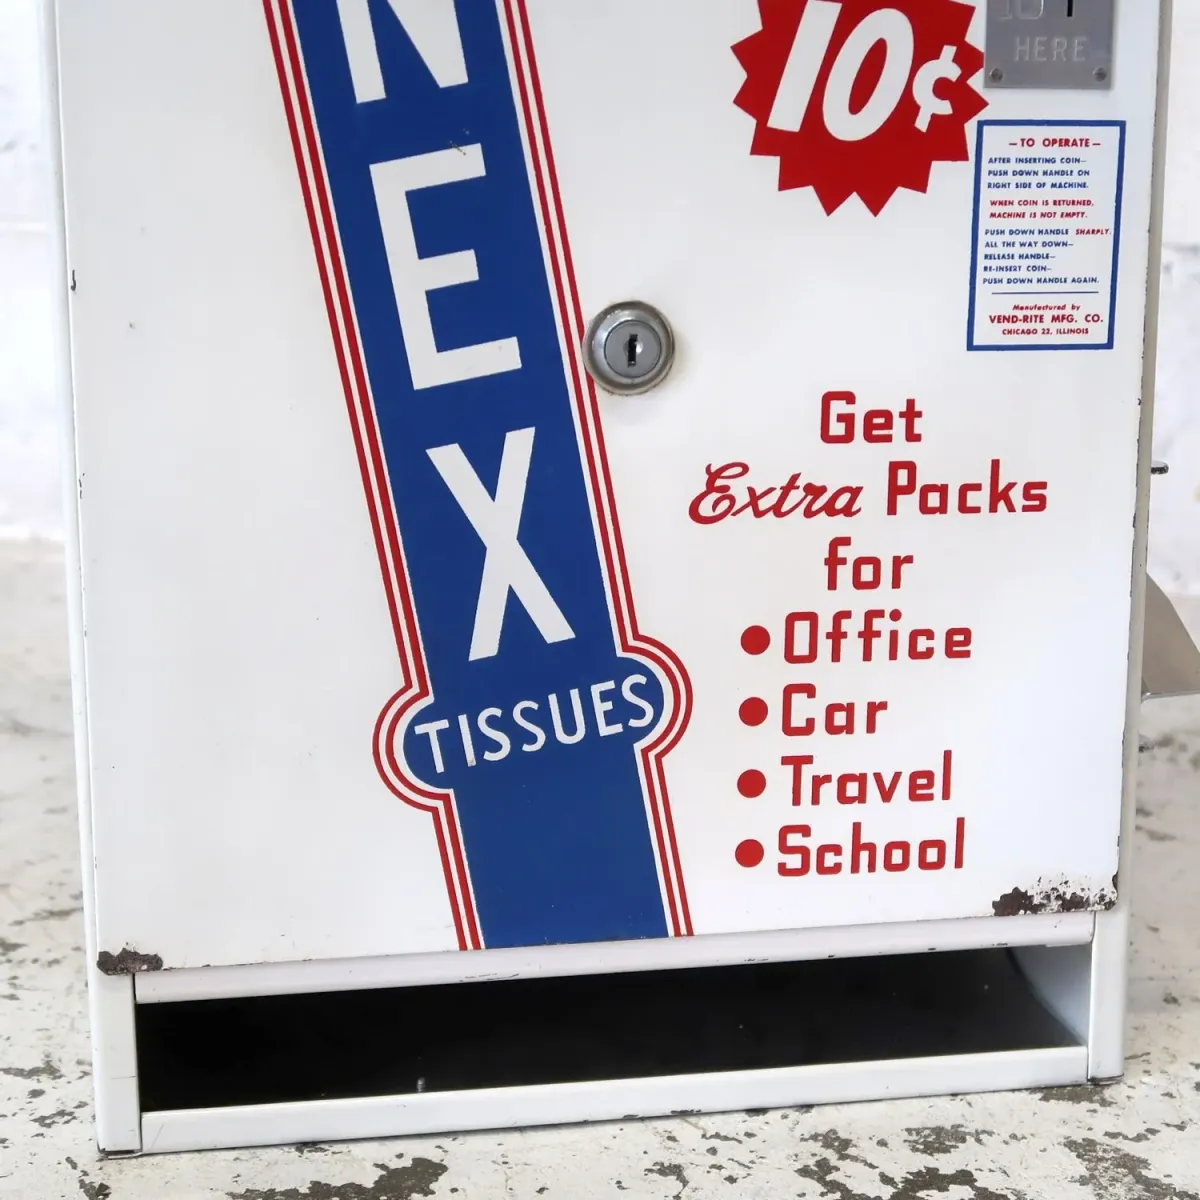 NEX
TISSUES
10¢
HERE
—TO OPERATE—
AFTER INSERTING COIN—
PUSH DOWN HANDLE ON
RIGHT SIDE OF MACHINE.
WHEN COIN IS RETURNED,
MACHINE IS NOT EMPTY.
PUSH DOWN HANDLE SHARPLY.
ALL THE WAY DOWN—
RELEASE HANDLE—
RE-INSERT COIN—
PUSH DOWN HANDLE AGAIN.
Manufactured by
VEND-RITE MFG. CO.
CHICAGO 22, ILLINOIS
Get
Extra Packs
for
•Office
•Car
•Travel
•School